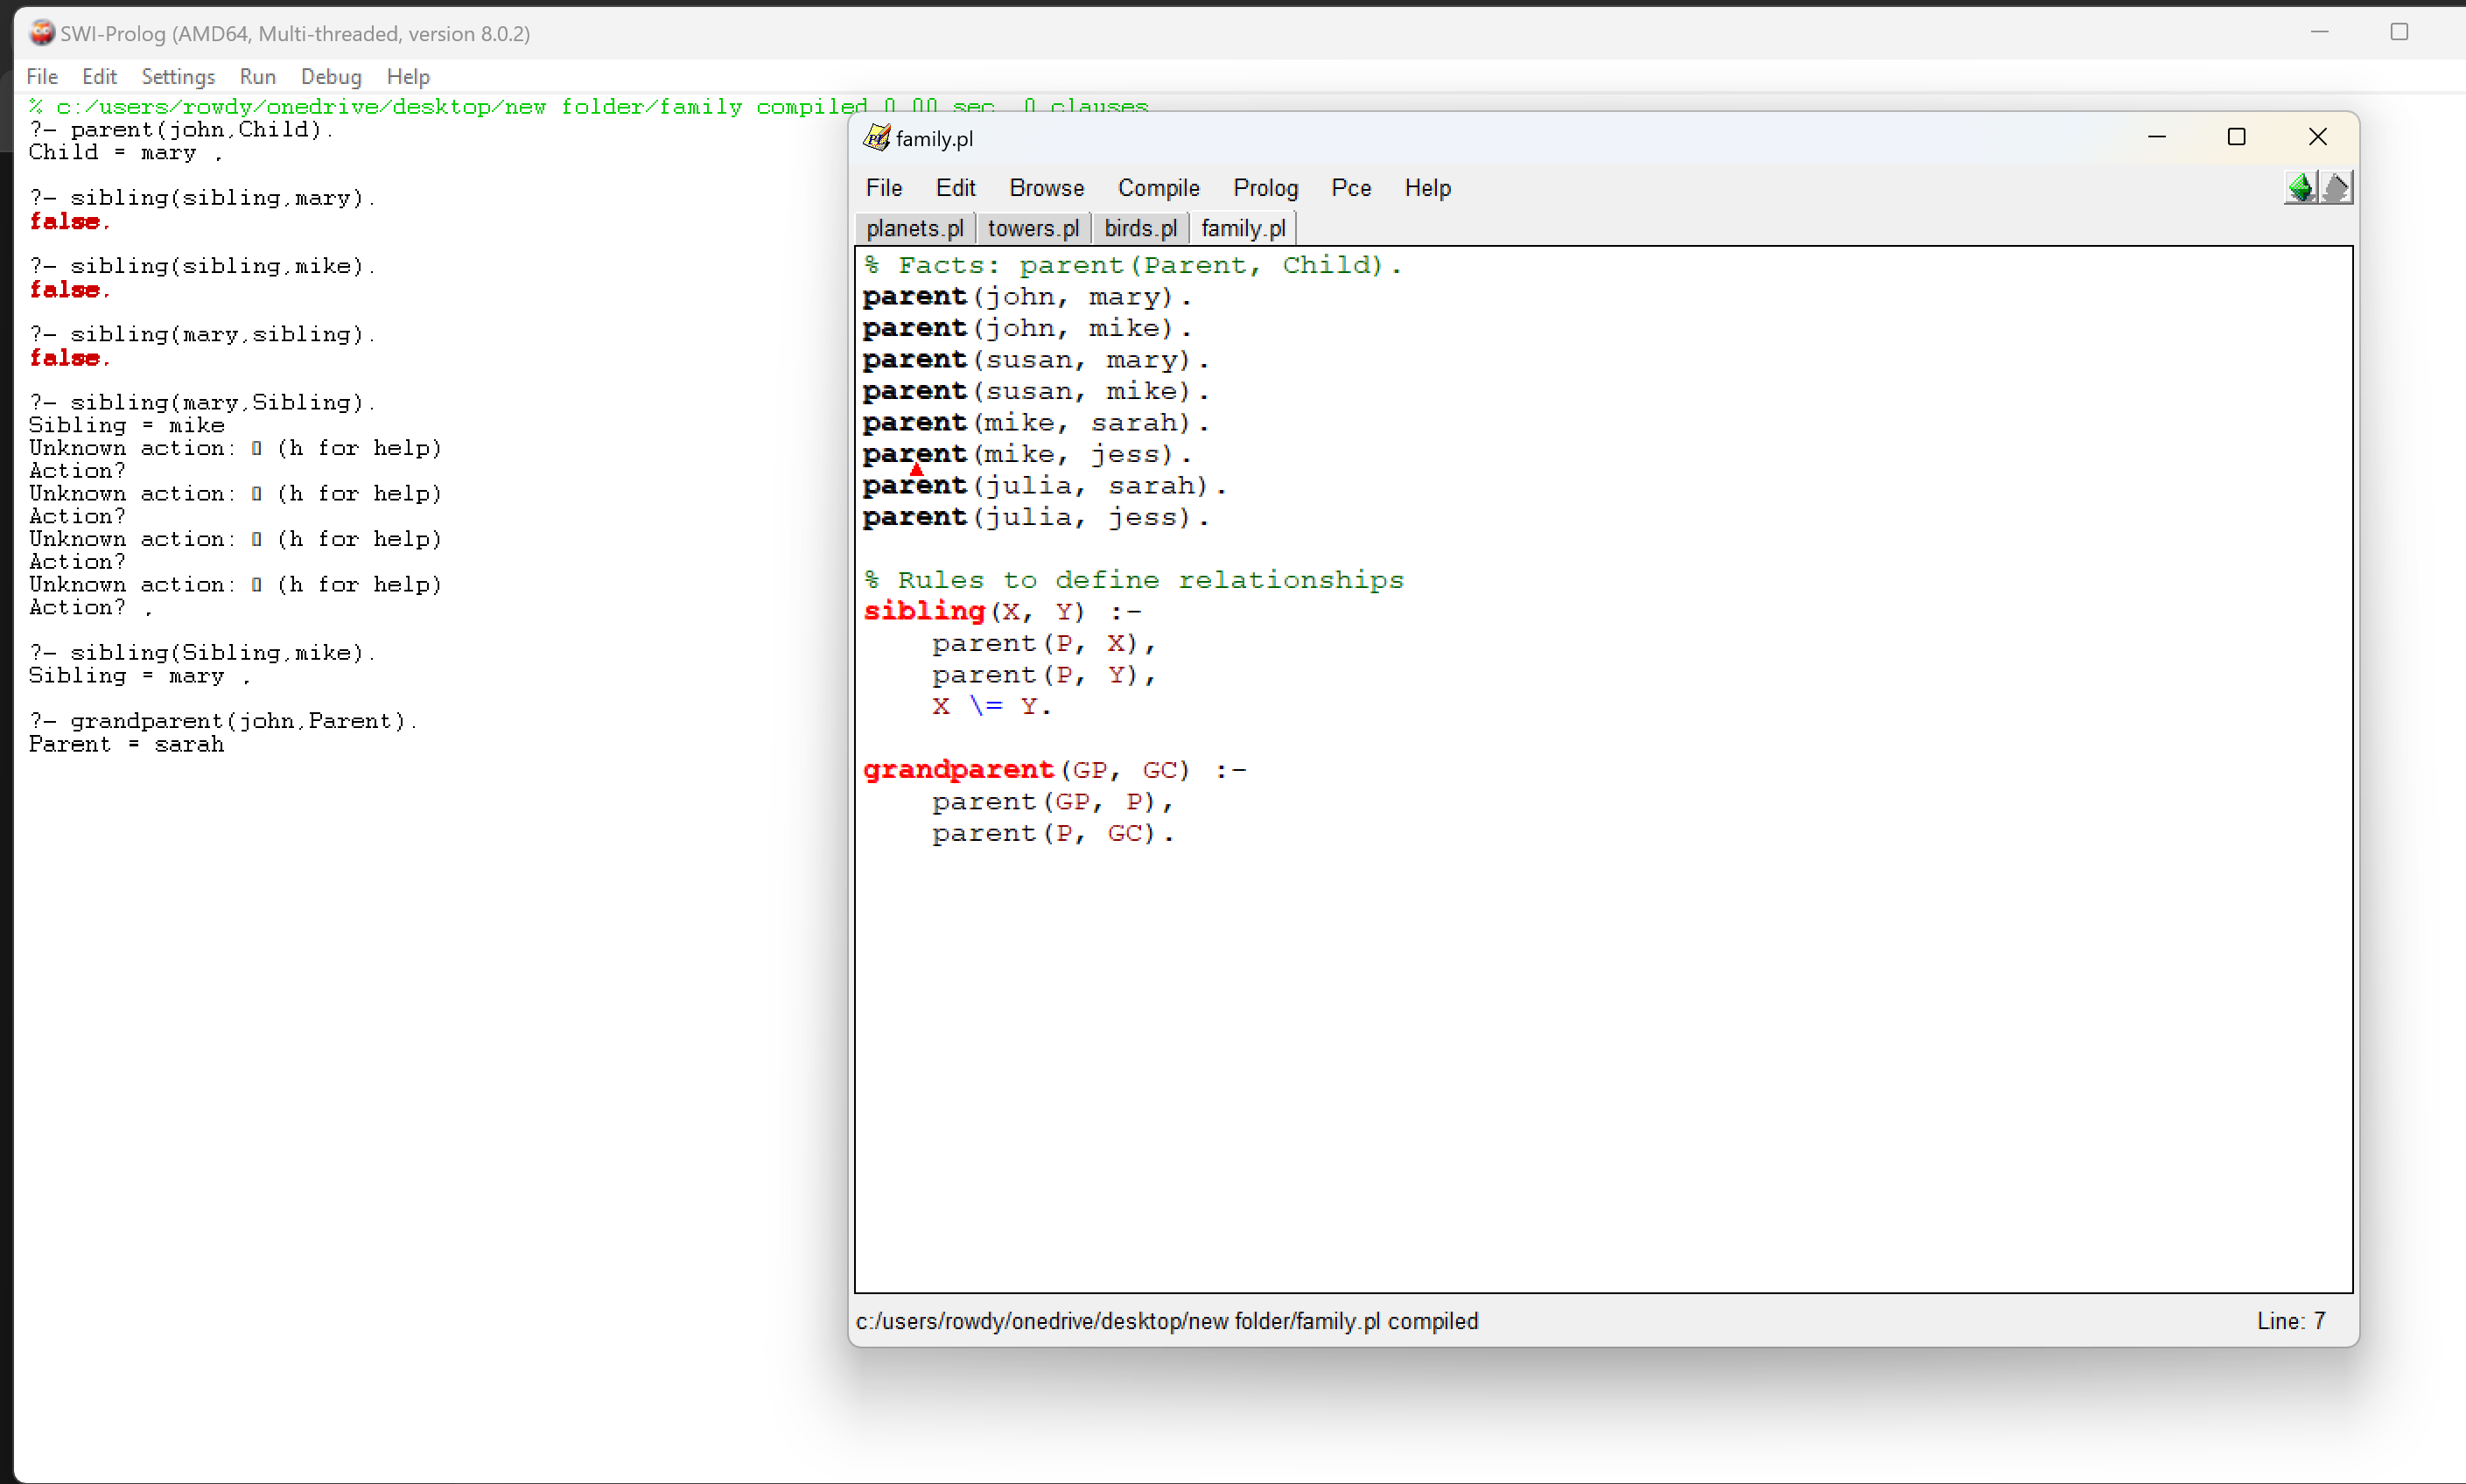 SWI-Prolog (AMD64, Multi-threaded, version 8.0.2)
File Edit Settings Run Debug Help
% c:/users/rowdy/onedrive/desktop/new folder/family compiled 0.00 sec, 0 clauses
?- parent(john,Child).
Child = mary .
?- sibling(sibling,mary).
false.
?- sibling(sibling,mike).
false.
?- sibling(mary,sibling).
false.
?- sibling(mary,Sibling).
Sibling = mike
Unknown action: (h for help)
Action?
Unknown action: (h for help)
Action?
Unknown action: (h for help)
Action?
Unknown action: (h for help)
Action? .
?- sibling(Sibling,mike).
Sibling = mary .
?- grandparent(john,Parent).
Parent = sarah
family.pl
File Edit Browse Compile Prolog Pce Help
planets.pl towers.pl birds.pl family.pl
% Facts: parent(Parent, Child).
parent(john, mary).
parent(john, mike).
parent(susan, mary).
parent(susan, mike).
parent(mike, sarah).
parent(mike, jess).
parent(julia, sarah).
parent(julia, jess).
% Rules to define relationships
sibling(X, Y) :-
parent(P, X),
parent(P, Y),
X \= Y.
grandparent(GP, GC) :-
parent(GP, P),
parent(P, GC).
c:/users/rowdy/onedrive/desktop/new folder/family.pl compiled
Line: 7